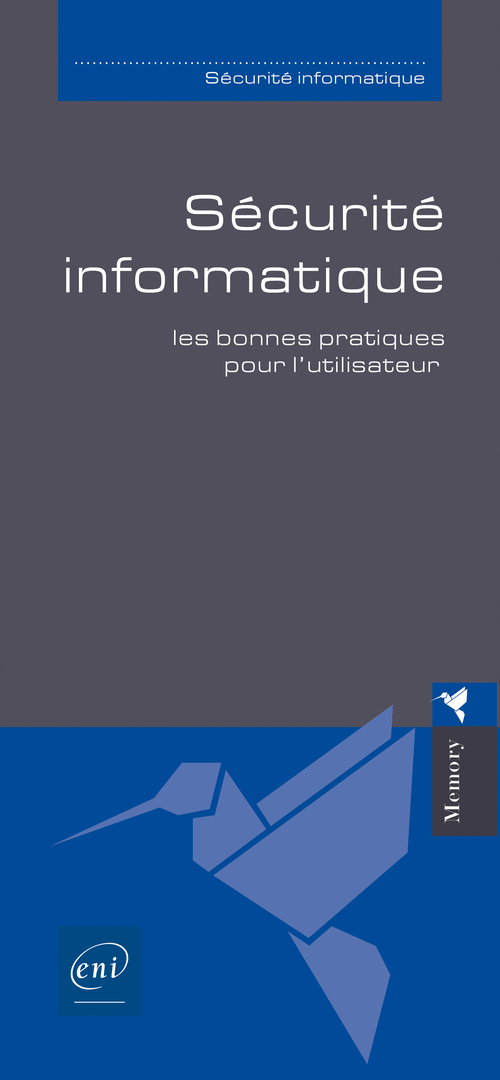 Sécurité informatique
Sécurité
informatique
les bonnes pratiques
pour l'utilisateur
Memory
eni